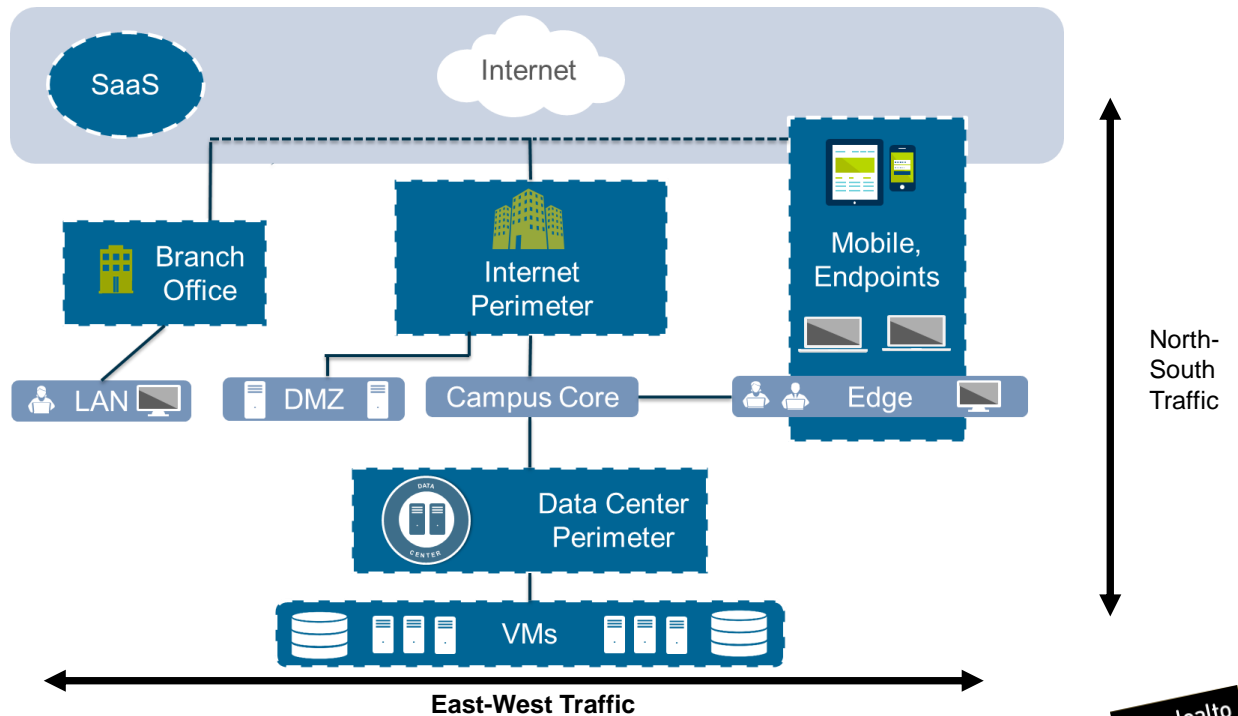 SaaS
Internet
Branch
Office
Internet
Perimeter
Mobile,
Endpoints
North-
South
Traffic
LAN
DMZ
Campus Core
Edge
DATA
CENTER
Data Center
Perimeter
VMs
East-West Traffic